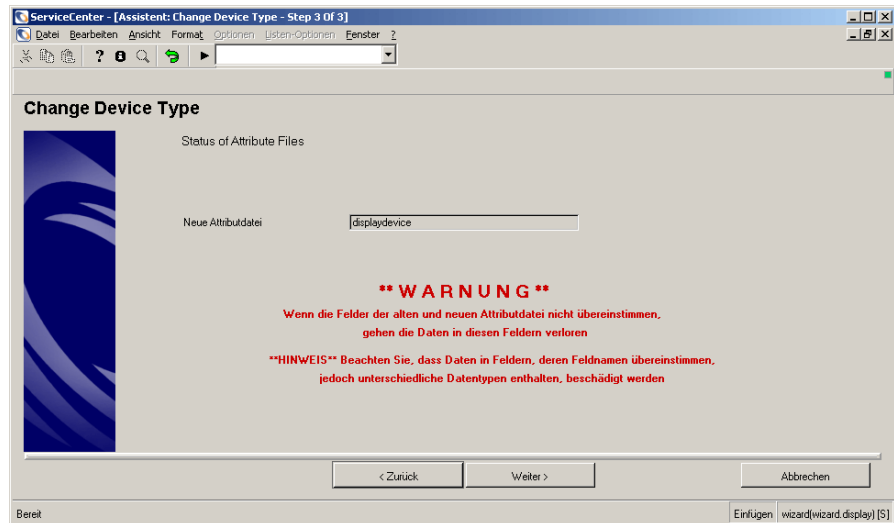 ServiceCenter - [Assistent: Change Device Type - Step 3 Of 3]
Datei Bearbeiten Ansicht Format Optionen Listen-Optionen Fenster ?
Change Device Type
Status of Attribute Files
Neue Attributdatei displaydevice
** W A R N U N G **
Wenn die Felder der alten und neuen Attributdatei nicht übereinstimmen,
gehen die Daten in diesen Feldern verloren
**HINWEIS** Beachten Sie, dass Daten in Feldern, deren Feldnamen übereinstimmen,
jedoch unterschiedliche Datentypen enthalten, beschädigt werden
< Zurück Weiter > Abbrechen
Bereit Einfügen wizard(wizard.display) [S]